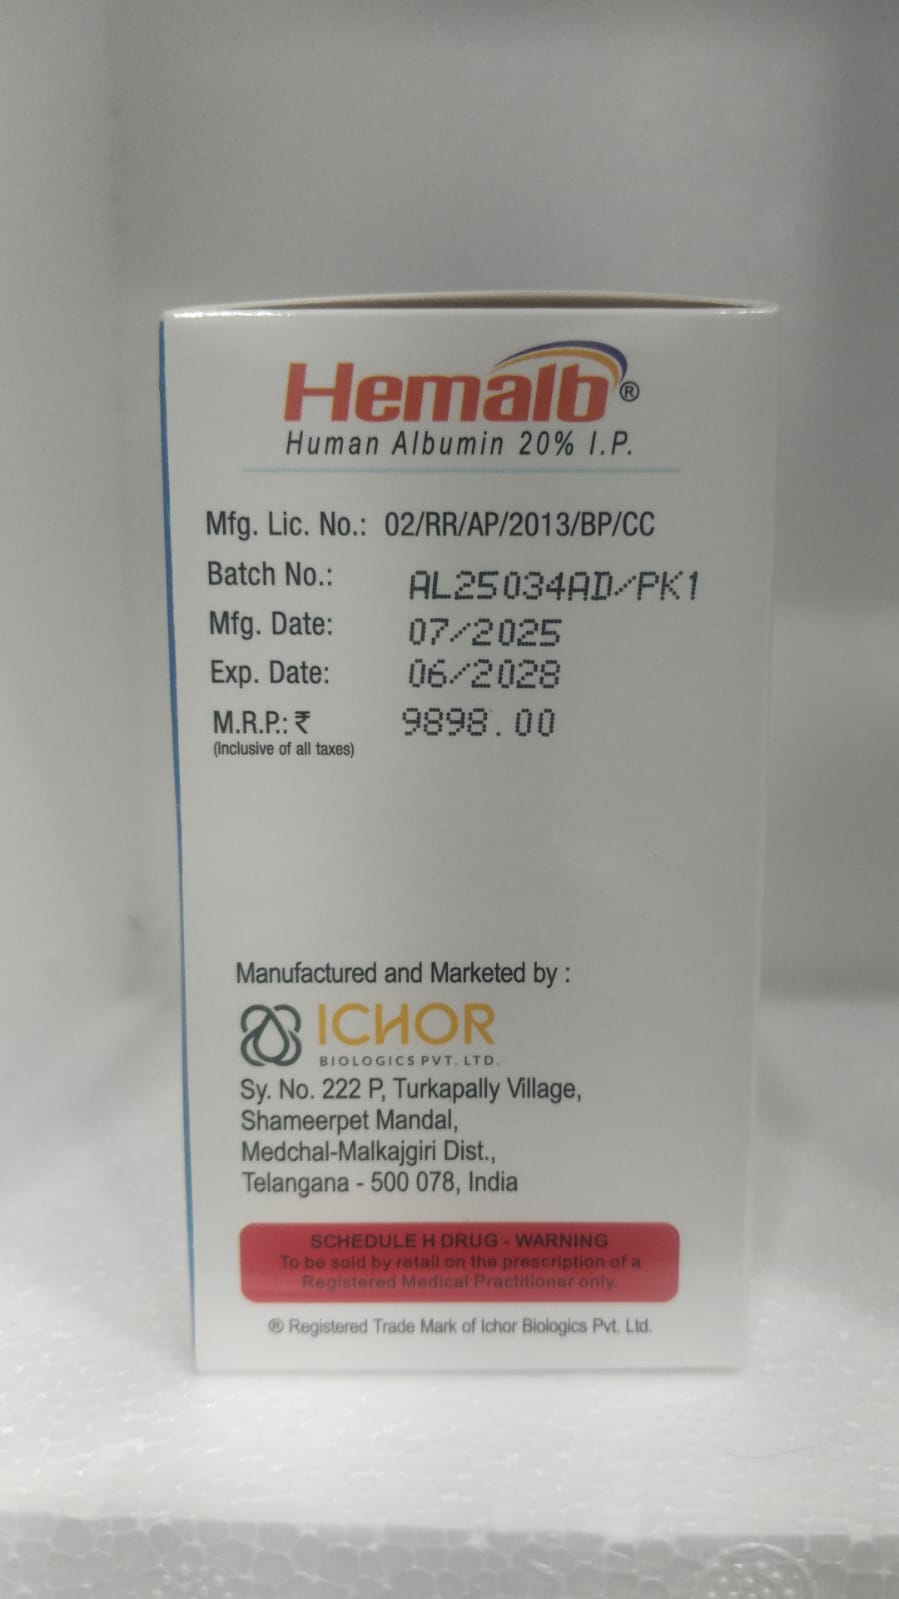 Hemalb®
Human Albumin 20% I.P.
Mfg. Lic. No.: 02/RR/AP/2013/BP/CC
Batch No.: AL25034AD/PK1
Mfg. Date: 07/2025
Exp. Date: 06/2028
M.R.P.: ₹ 9898.00
(Inclusive of all taxes)
Manufactured and Marketed by :
ICHOR
BIOLOGICS PVT. LTD.
Sy. No. 222 P, Turkapally Village,
Shameerpet Mandal,
Medchal-Malkajgiri Dist.,
Telangana - 500 078, India
SCHEDULE H DRUG - WARNING
To be sold by retail on the prescription of a
Registered Medical Practitioner only.
® Registered Trade Mark of Ichor Biologics Pvt. Ltd.